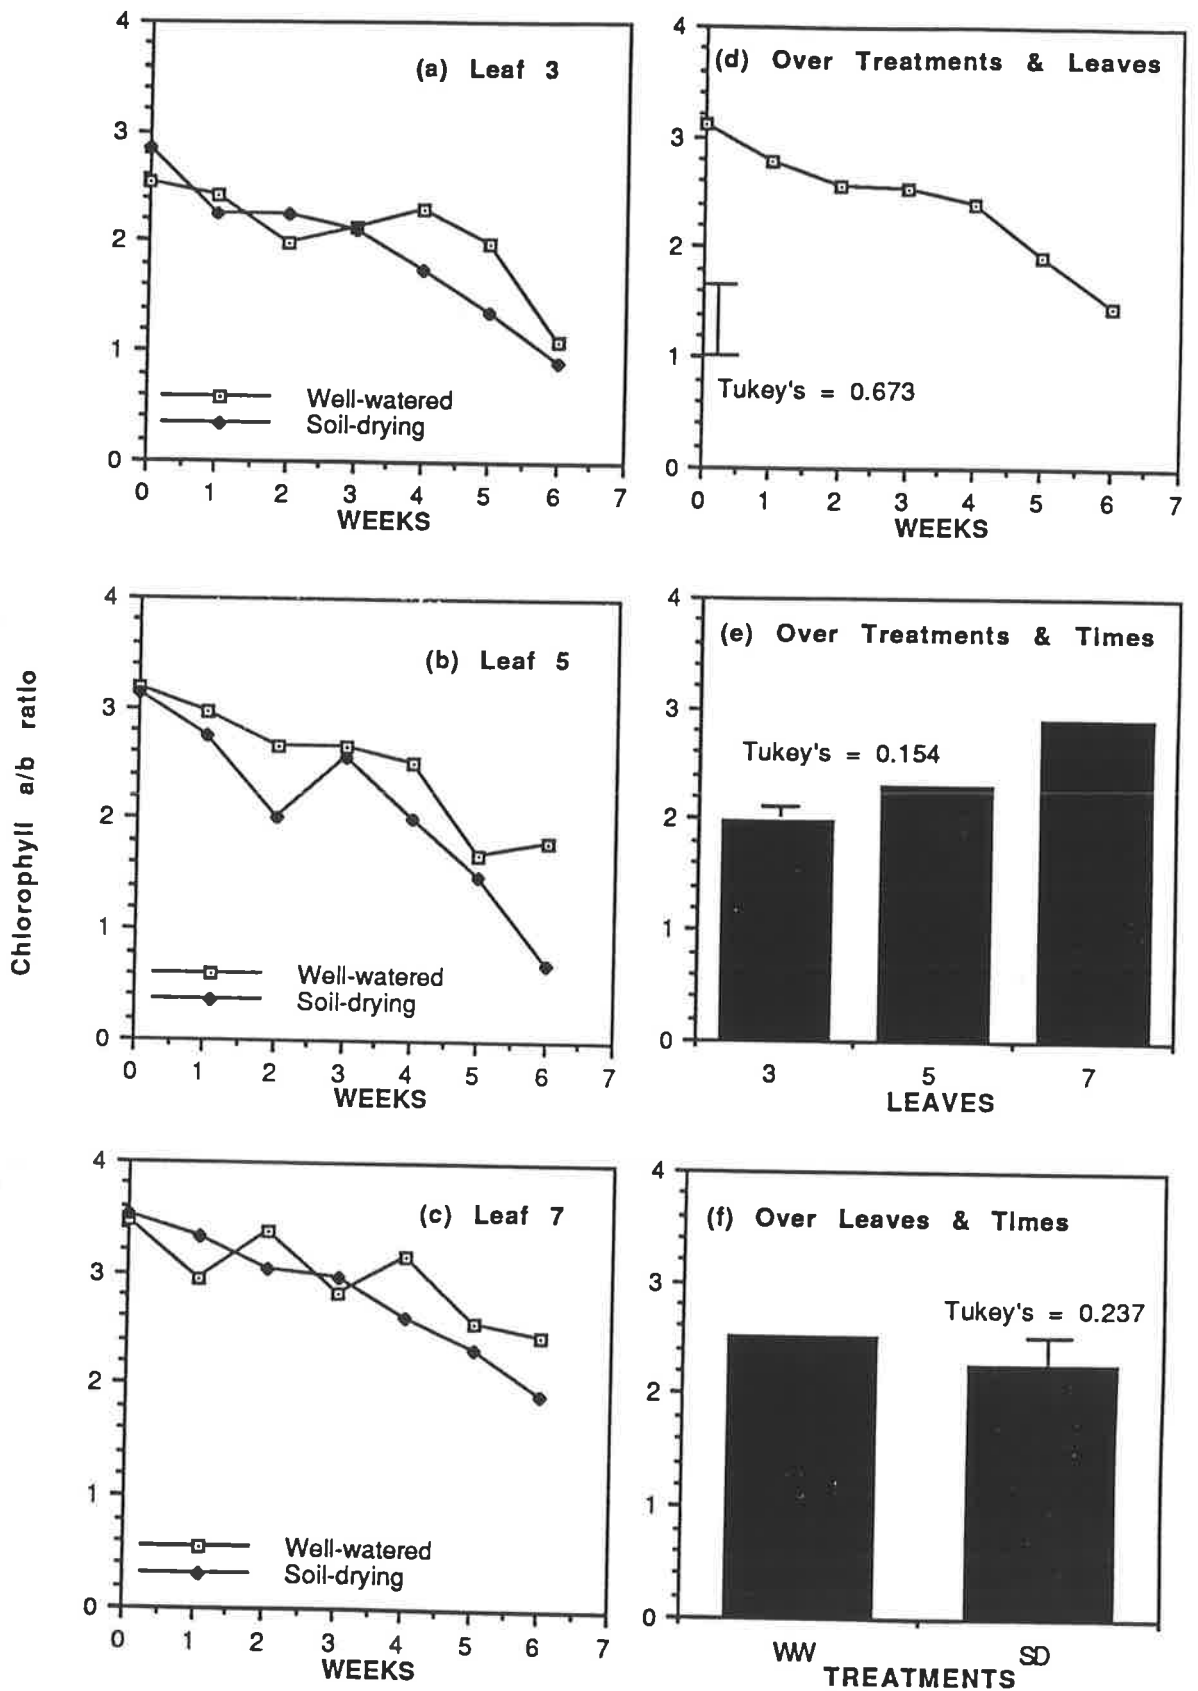 Chlorophyll a/b ratio
(a) Leaf 3
4
3
2
1
0
Well-watered
Soil-drying
0 1 2 3 4 5 6 7
WEEKS
(d) Over Treatments & Leaves
4
3
2
1
0
Tukey's = 0.673
0 1 2 3 4 5 6 7
WEEKS
(b) Leaf 5
4
3
2
1
0
Well-watered
Soil-drying
0 1 2 3 4 5 6 7
WEEKS
(e) Over Treatments & Times
4
3
2
1
0
Tukey's = 0.154
3 5 7
LEAVES
(c) Leaf 7
4
3
2
1
0
Well-watered
Soil-drying
0 1 2 3 4 5 6 7
WEEKS
(f) Over Leaves & Times
4
3
2
1
0
Tukey's = 0.237
WW SD
TREATMENTS